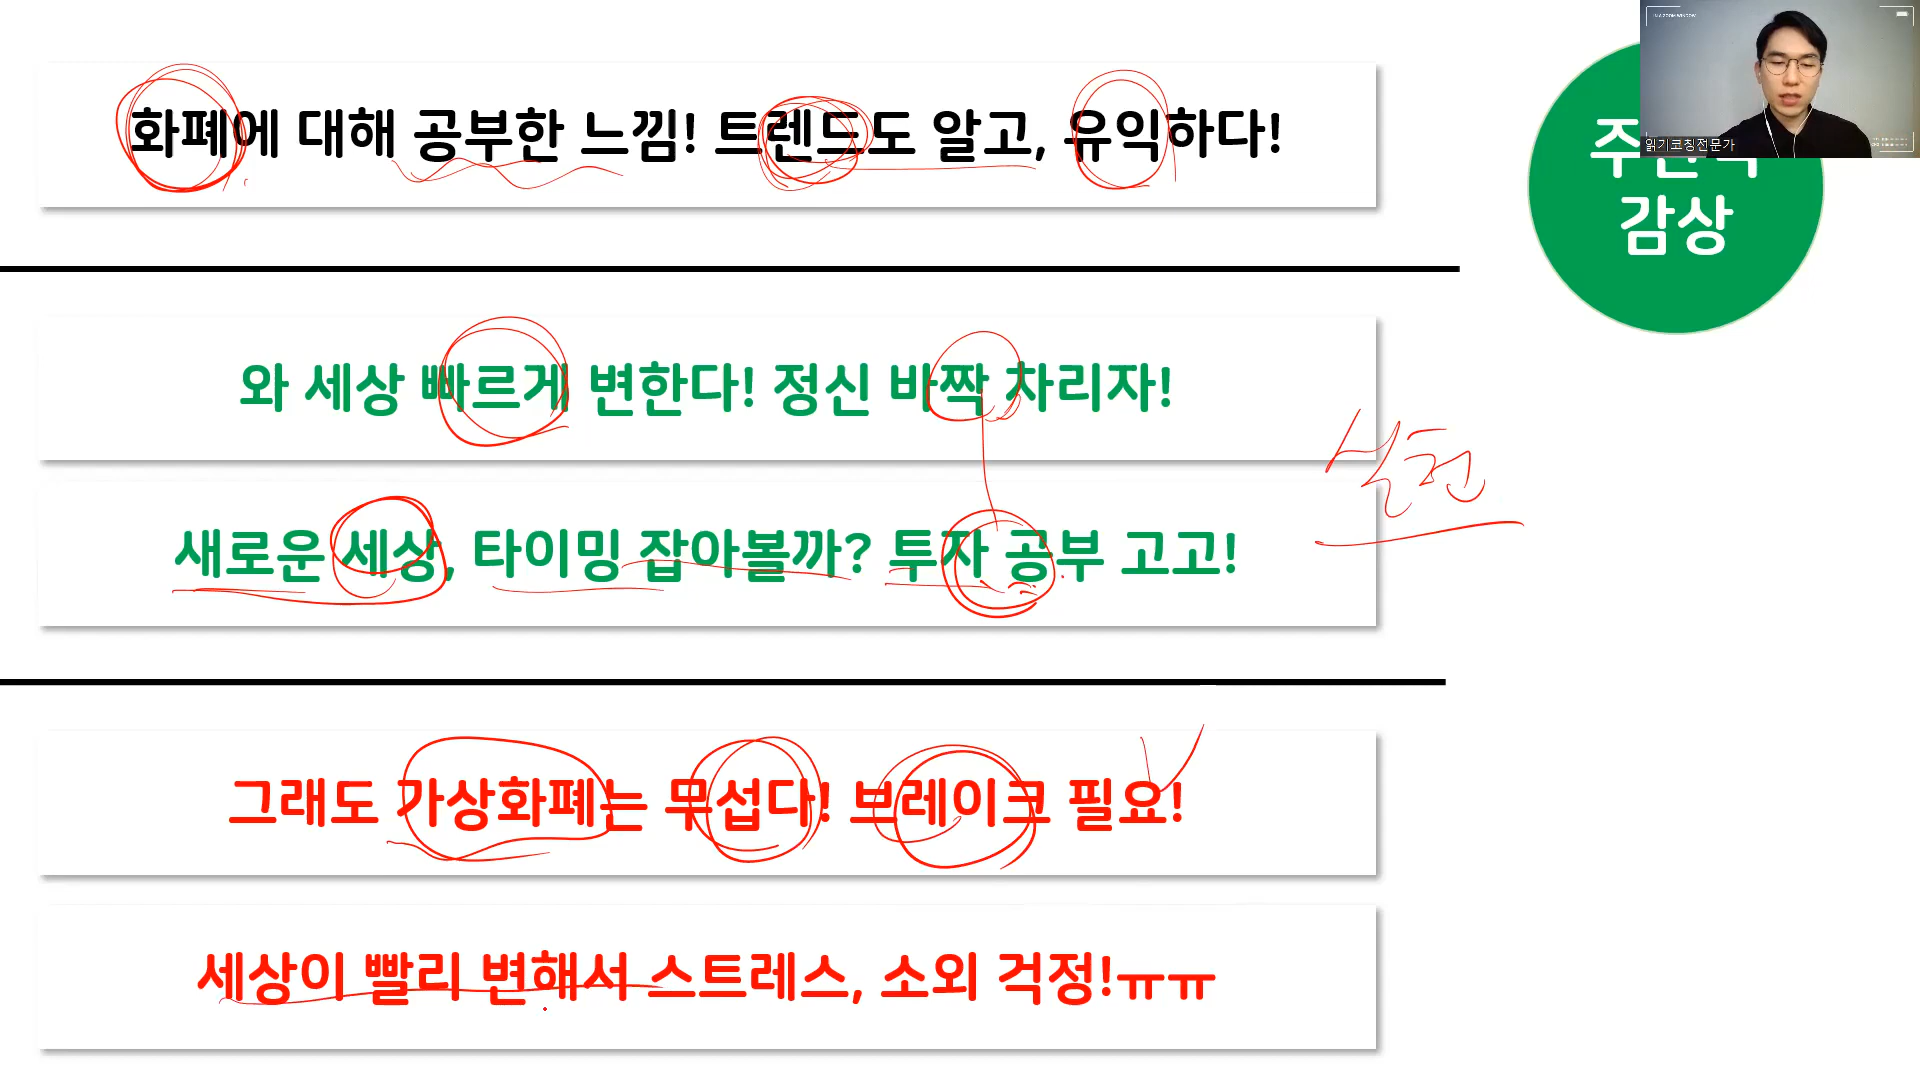 화폐에 대해 공부한 느낌! 트렌드도 알고, 유익하다!
감상
읽기코칭전문가
와 세상 빠르게 변한다! 정신 바짝 차리자!
실천
새로운 세상, 타이밍 잡아볼까? 투자 공부 고고!
그래도 가상화폐는 무섭다! 브레이크 필요!
세상이 빨리 변해서 스트레스, 소외 걱정!ㅠㅠ